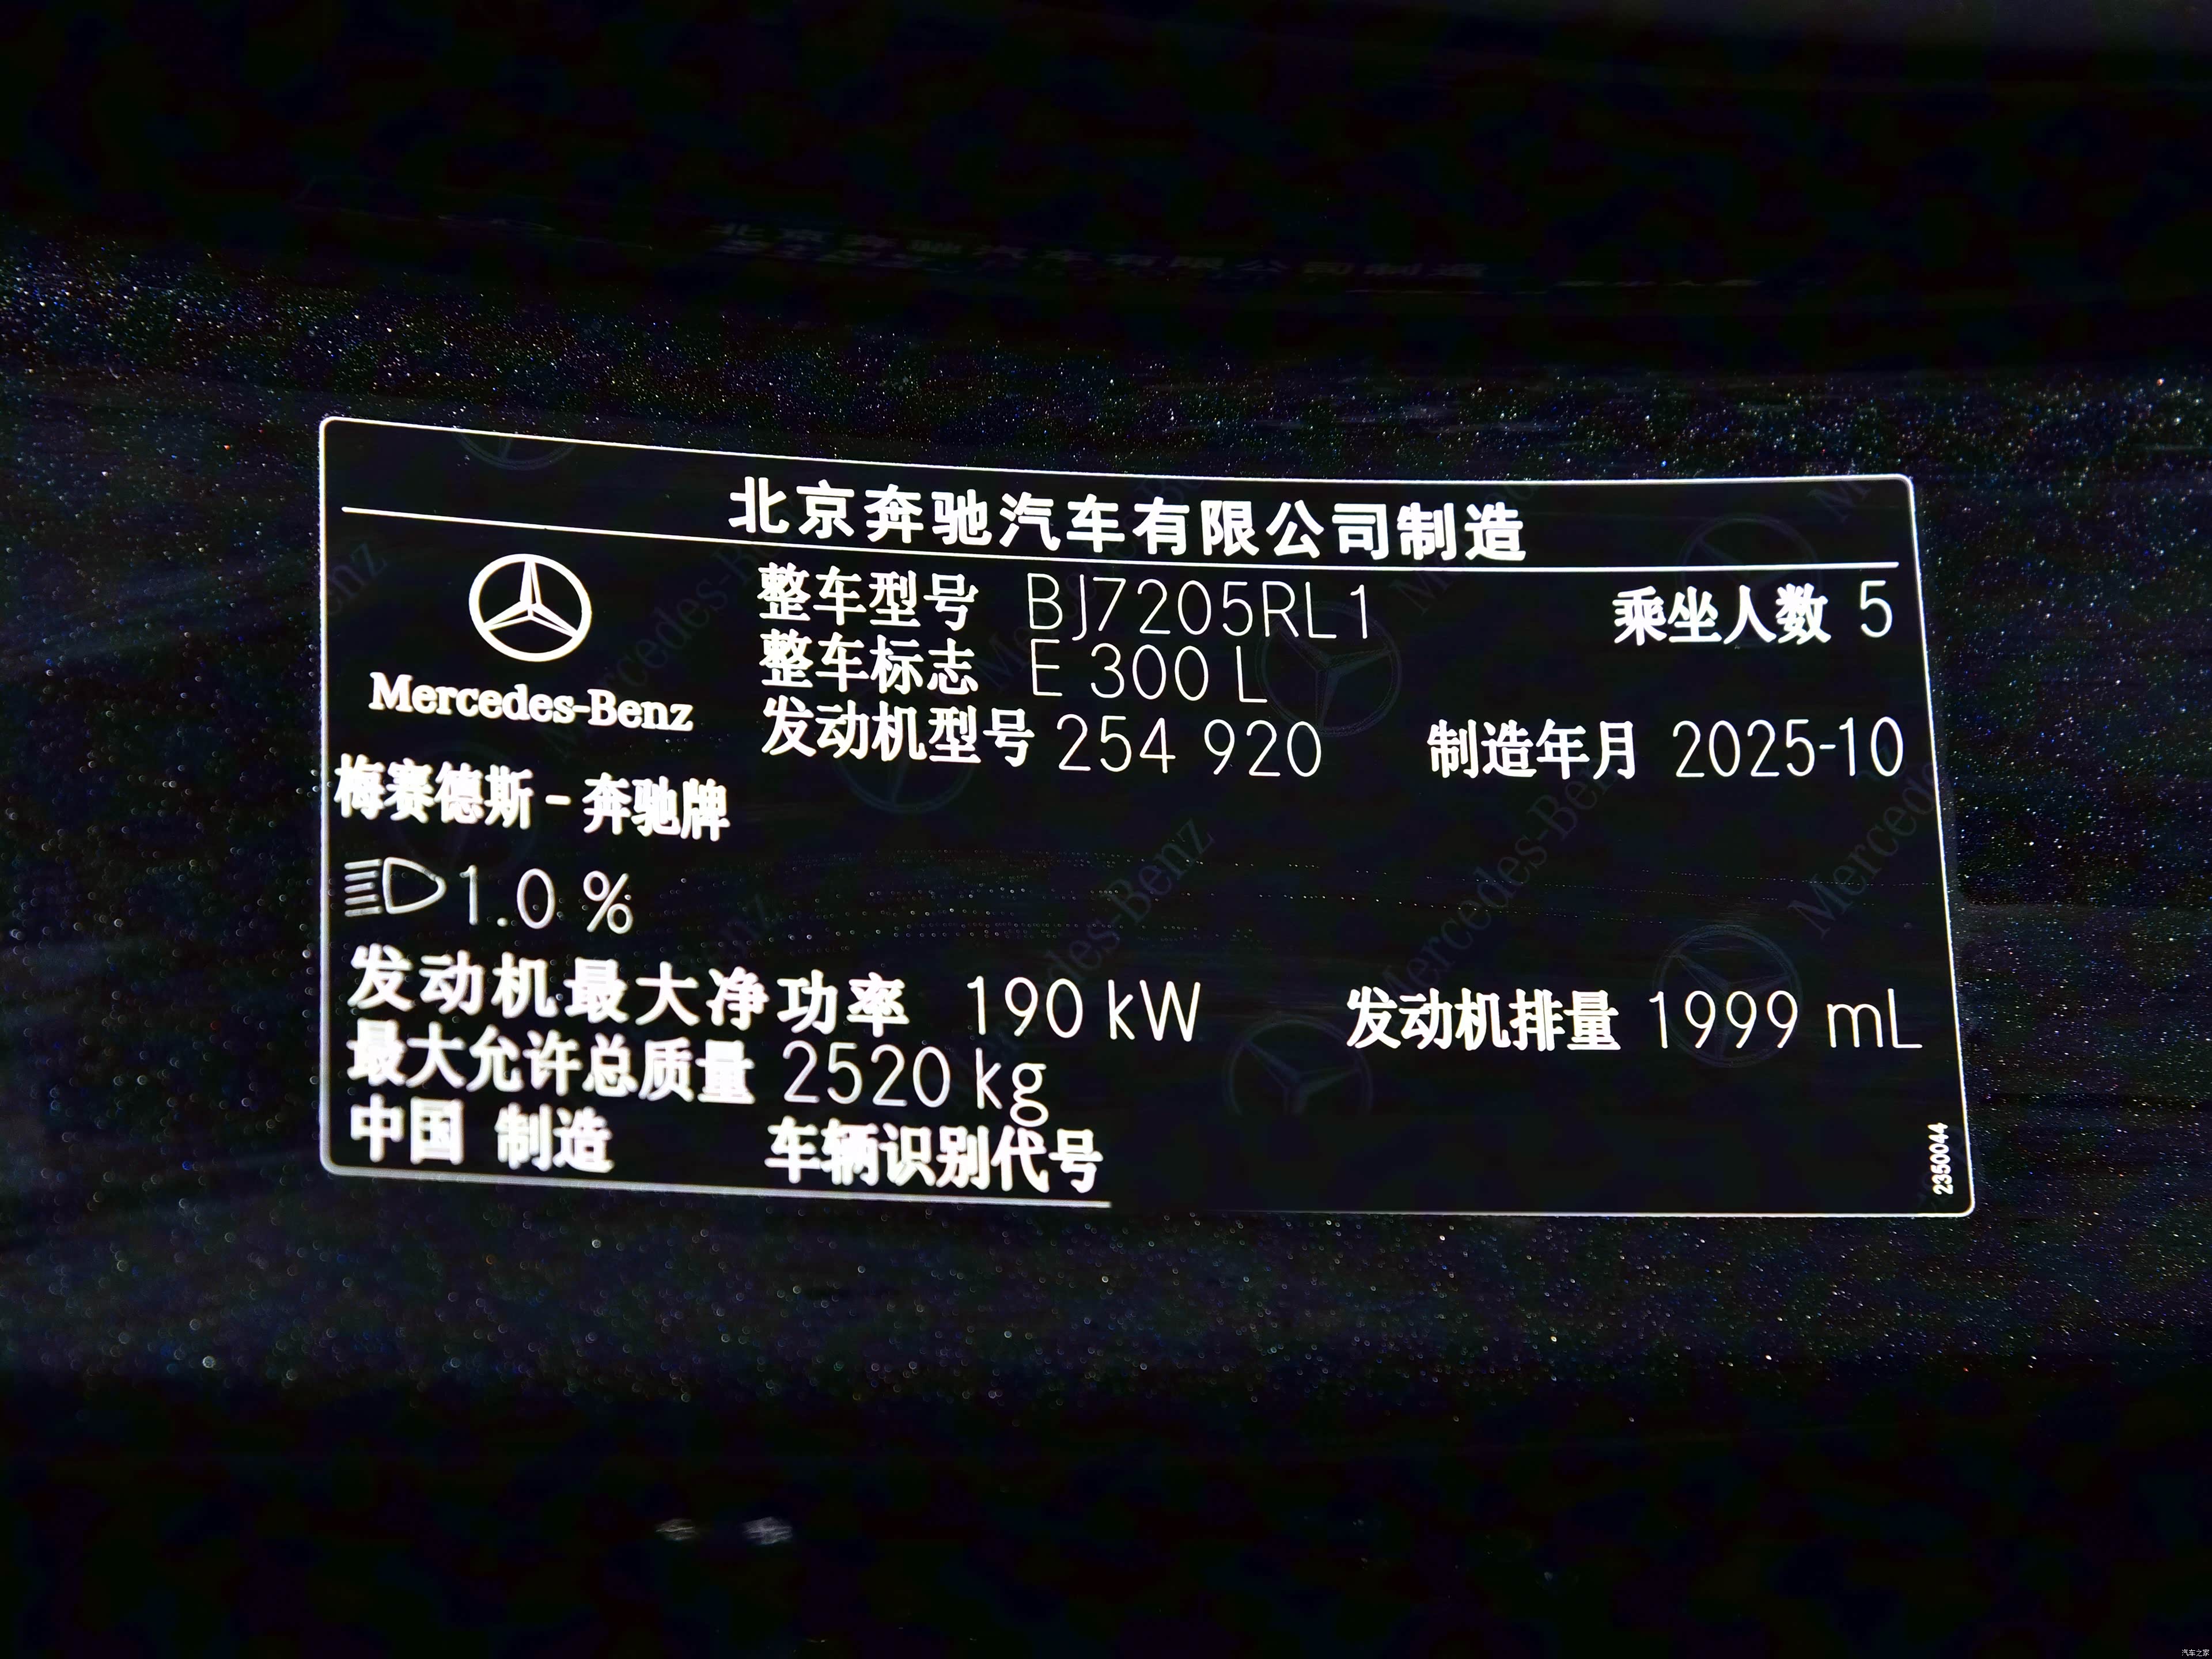 北京奔驰汽车有限公司制造
整车型号 BJ7205RL1 乘坐人数 5
整车标志 E 300 L
Mercedes-Benz
发动机型号 254 920 制造年月 2025-10
梅赛德斯-奔驰牌
1.0 %
发动机最大净功率 190 kW 发动机排量 1999 mL
最大允许总质量 2520 kg
中国 制造 车辆识别代号
2350044
汽车之家